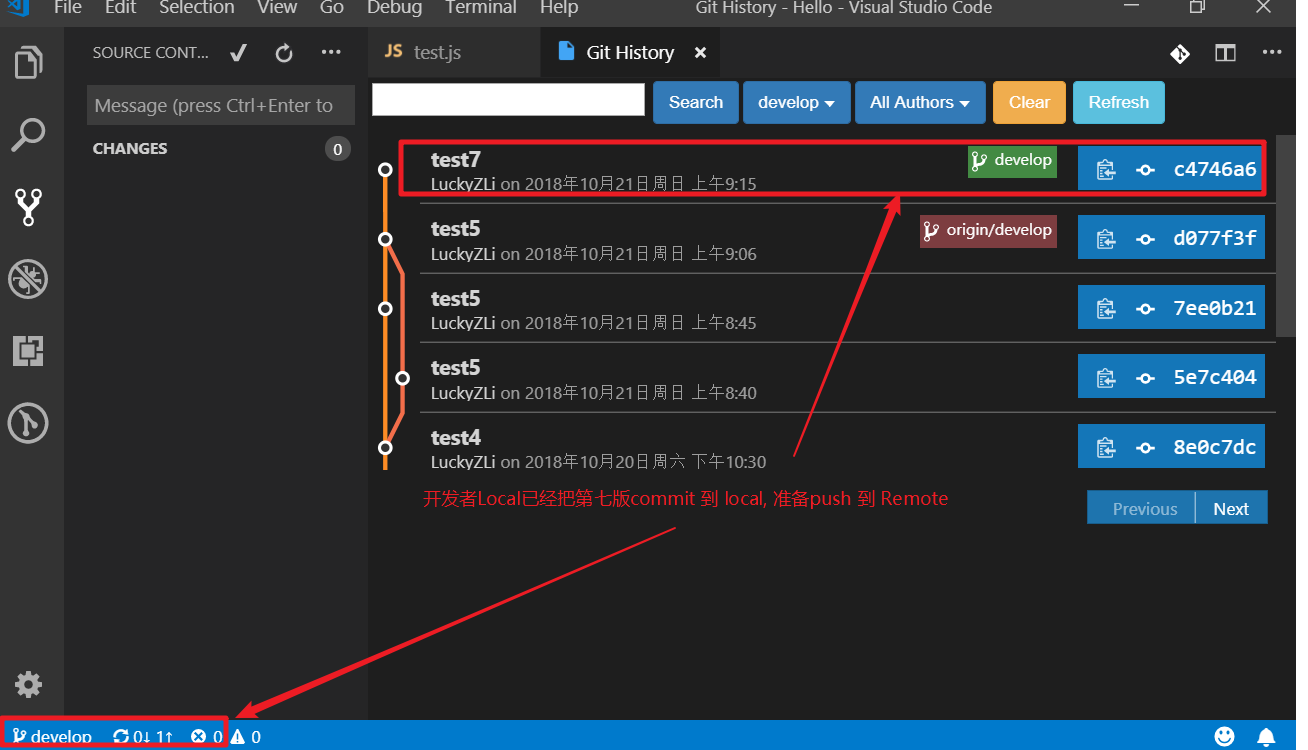 File Edit Selection View Go Debug Terminal Help Git History - Hello - Visual Studio Code
SOURCE CONT...
JS test.js
Git History
Message (press Ctrl+Enter to
CHANGES 0
Search develop All Authors Clear Refresh
test7
LuckyZLi on 2018年10月21日周日 上午9:15
develop
c4746a6
test5
LuckyZLi on 2018年10月21日周日 上午9:06
origin/develop
d077f3f
test5
LuckyZLi on 2018年10月21日周日 上午8:45
7ee0b21
test5
LuckyZLi on 2018年10月21日周日 上午8:40
5e7c404
test4
LuckyZLi on 2018年10月20日周六 下午10:30
8e0c7dc
开发者Local已经把第七版commit 到 local, 准备push 到 Remote
Previous Next
develop 0↓ 1↑ 0 0